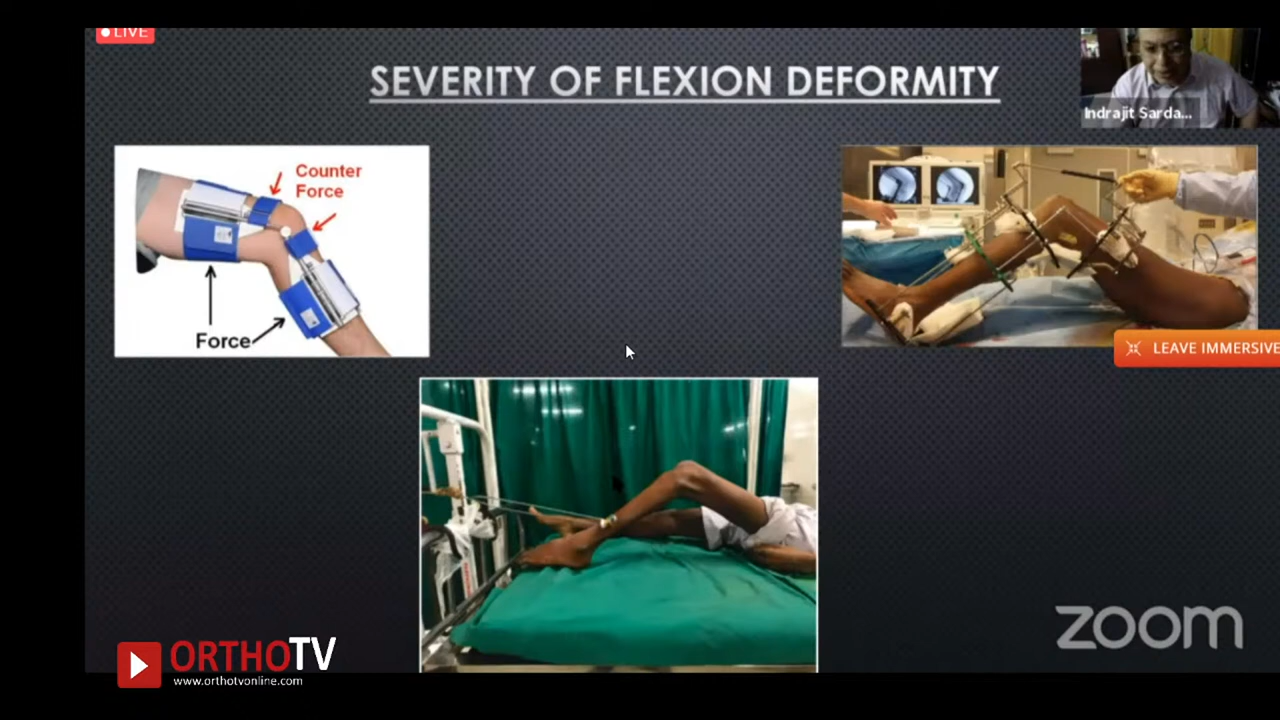 LIVE
SEVERITY OF FLEXION DEFORMITY
Indrajit Sarda...
Counter
Force
Force
LEAVE IMMERSIVE
ORTHOTV
www.orthotvonline.com
zoom